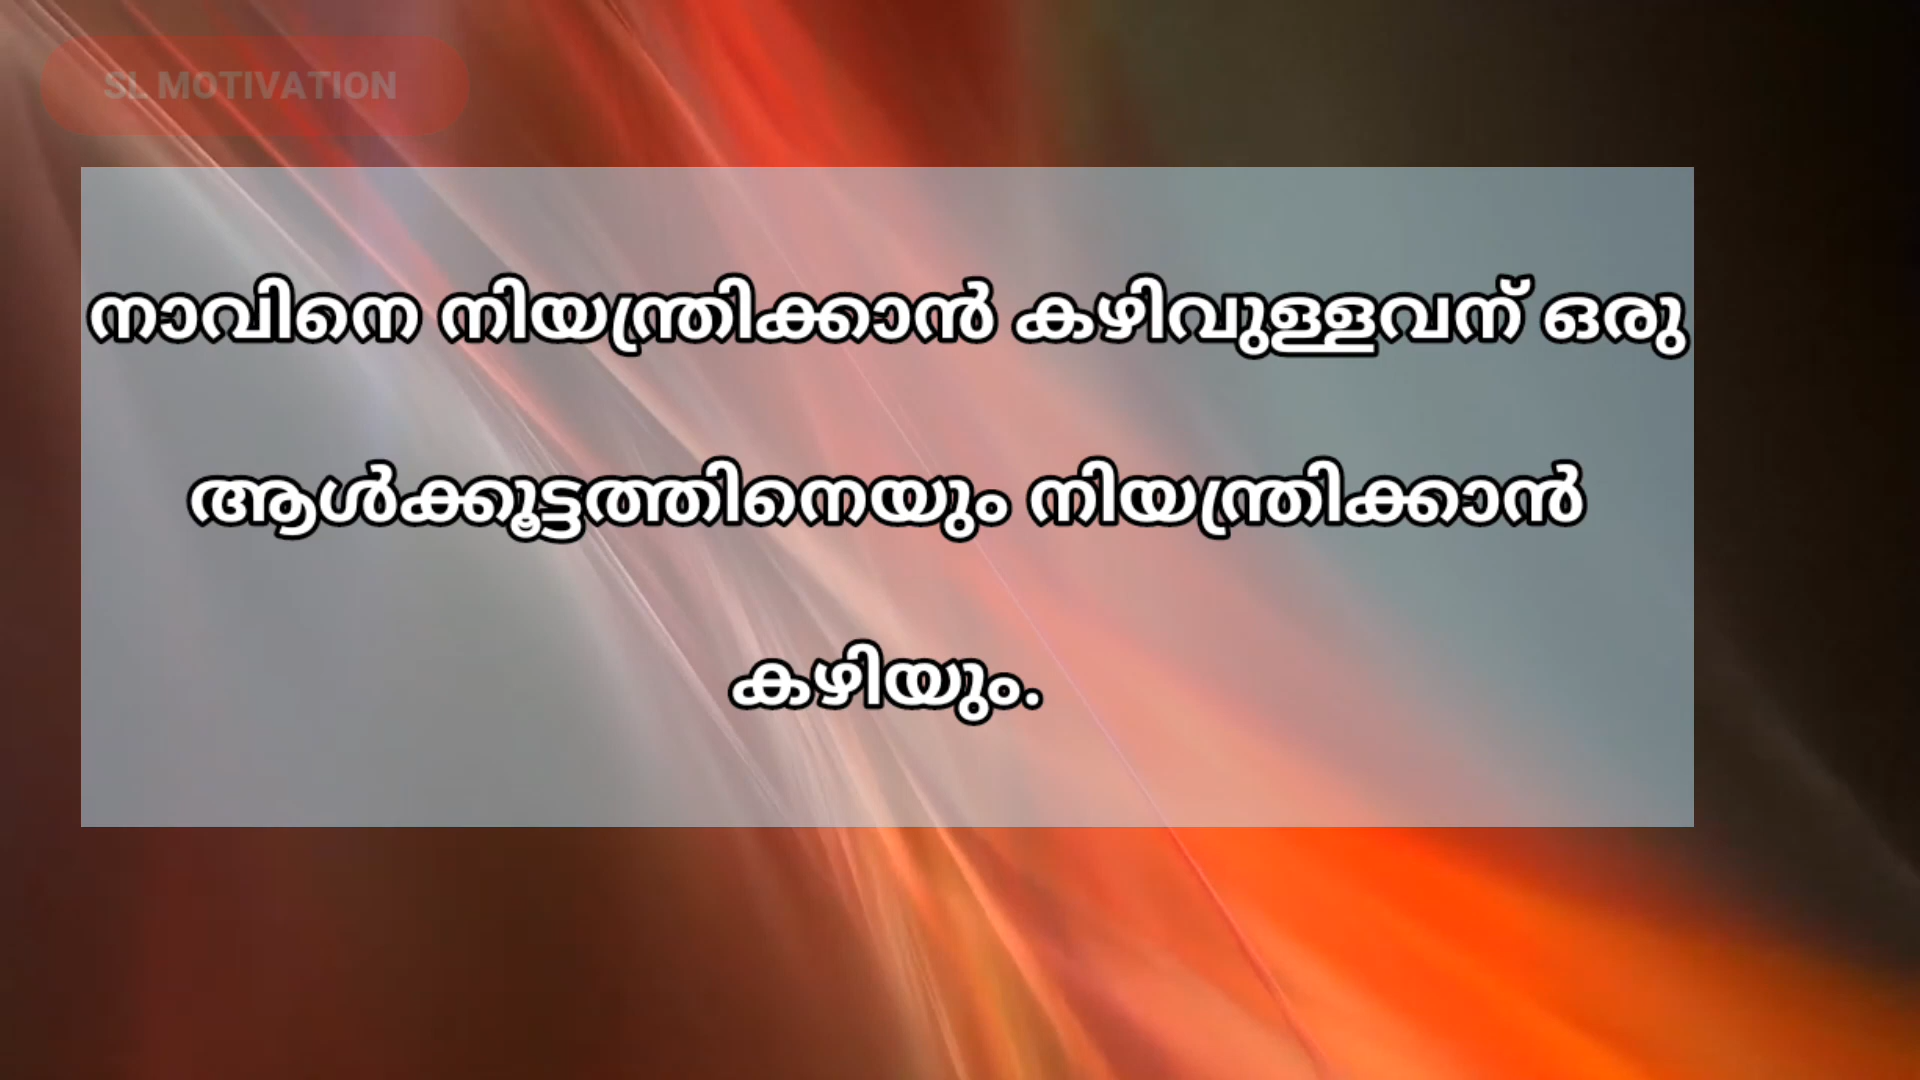 SL MOTIVATION
നാവിനെ നിയന്ത്രിക്കാൻ കഴിവുള്ളവന് ഒരു
ആൾക്കൂട്ടത്തിനെയും നിയന്ത്രിക്കാൻ
കഴിയും.